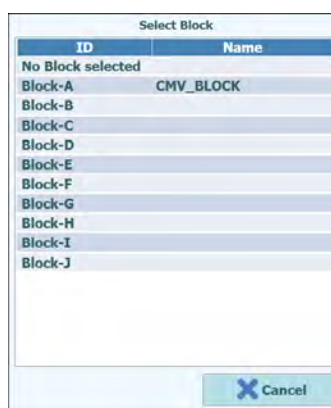 Select Block
ID Name
No Block selected
Block-A CMV_BLOCK
Block-B
Block-C
Block-D
Block-E
Block-F
Block-G
Block-H
Block-I
Block-J
Cancel